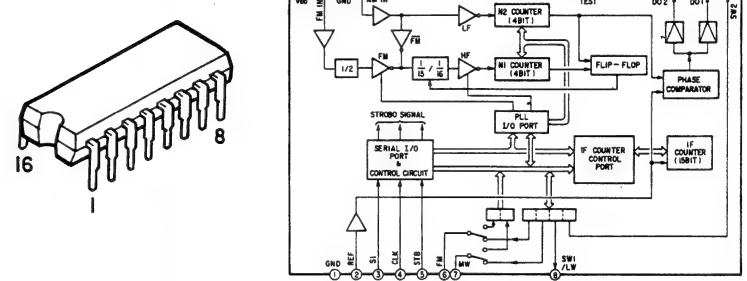 16
8
1
FM IN
GND
TEST
DO2
DO1
SW2
N2 COUNTER
(4BIT)
LF
FM
1/2
FM
1/15
1/16
HF
N1 COUNTER
(4BIT)
FLIP-FLOP
PHASE
COMPARATOR
STROBO SIGNAL
PLL
I/O PORT
SERIAL I/O
PORT
&
CONTROL CIRCUIT
IF COUNTER
CONTROL
PORT
IF
COUNTER
(15BIT)
GND
REF
SI
CLK
STB
FM
MW
SW1
/LW
1
2
3
4
5
6
7
8